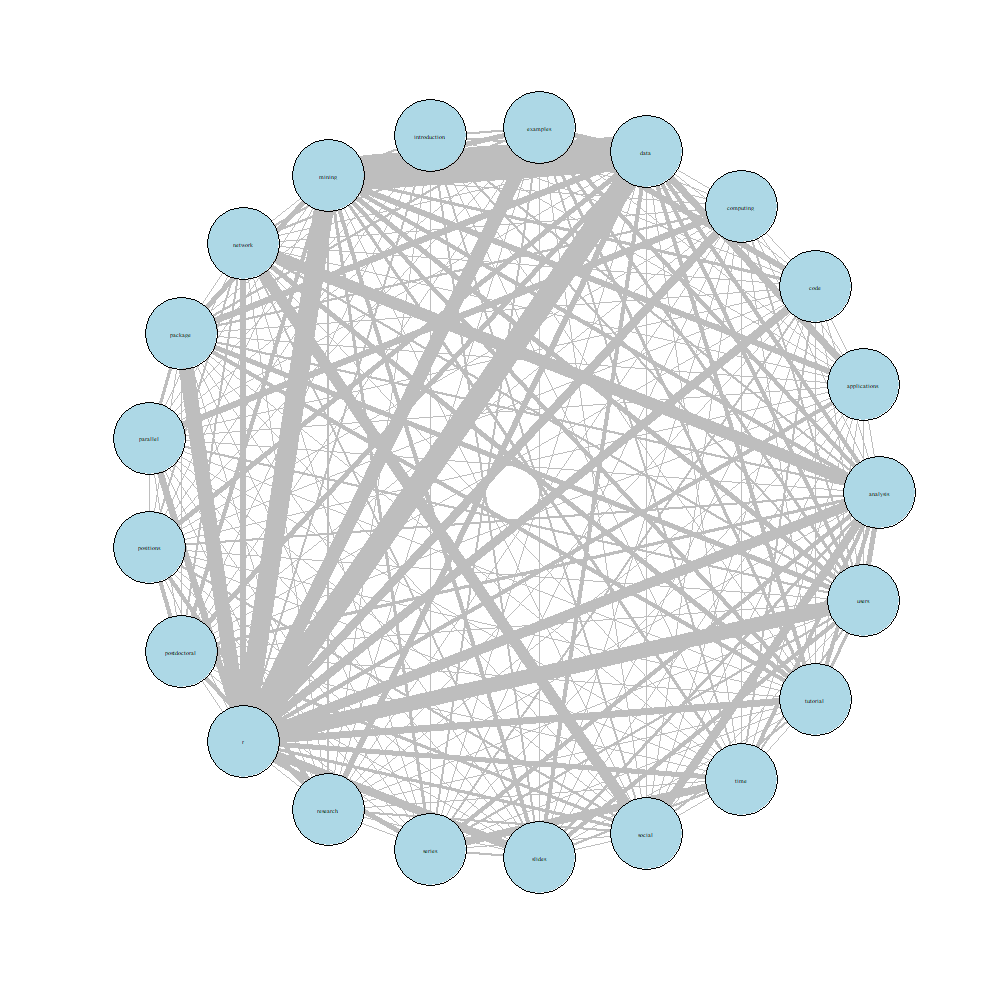 examples
introduction
data
mining
computing
network
code
package
applications
parallel
analysis
positions
users
postdoctoral
tutorial
r
time
research
social
series
slides